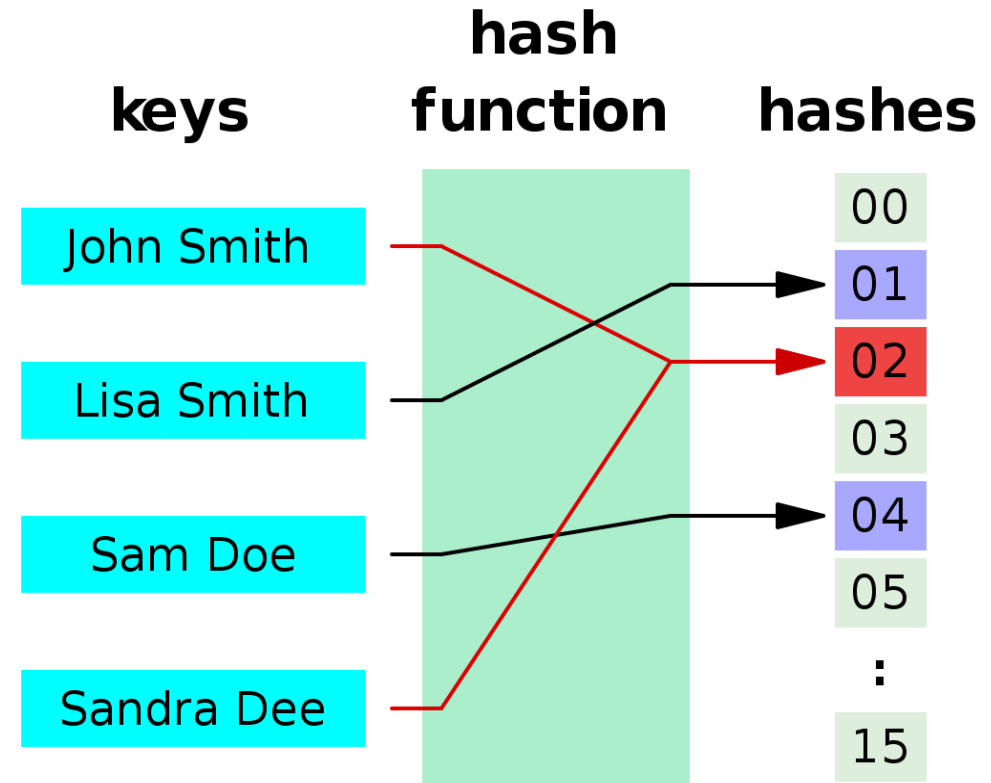 keys
hash
function
hashes
John Smith
Lisa Smith
Sam Doe
Sandra Dee
00
01
02
03
04
05
:
15